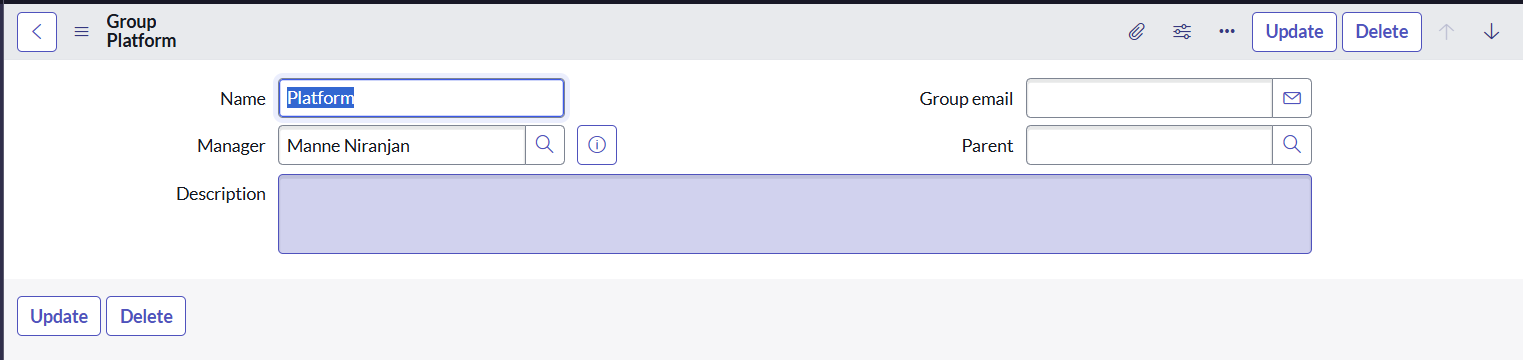 Group
Platform
Update
Delete
Name
Platform
Group email
Manager
Manne Niranjan
Parent
Description
Update
Delete